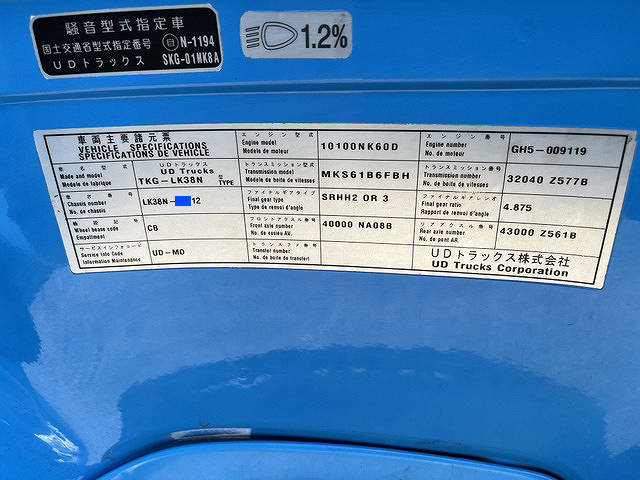 騒音型式指定車
国土交通省型式指定番号 自 N-1194
UDトラックス SKG-01MK8A
1.2%
車両主要諸元票
VEHICLE SPECIFICATIONS
SPECIFICATIONS DE VEHICLE
エンジン型式
Engine model
Modele de moteur
10100NK60D
エンジン番号
Engine number
No. de moteur
GH5-009119
車名型式
Make and model
Modele de fabrique
UDトラックス
UD Trucks
TKG-LK38N
型
TYPE
トランスミッション型式
Transmission model
Modele de boite de vitesses
MKS61B6FBH
トランスミッション番号
Transmission number
No. de boite de vitesses
32040 Z577B
車台番号
Chassis number
No. de chassis
LK38N- 12
ファイナルギアタイプ
Final gear type
Type de renvoi d'angle
SRHH2 OR 3
ファイナルギアレシオ
Final gear ratio
Rapport de renvoi d'angle
4.875
軸距記号
Wheel base code
Empattement
CB
フロントアクスル番号
Front axle number
No. de essieu AV.
40000 NA08B
リアアクスル番号
Rear axle number
No. de pont AR.
43000 Z561B
サービスインフォコード
Service Info Code
Information Maintenance
UD-MD
トランスファ番号
Transfer number
No. de boite de transfert
UDトラックス株式会社
UD Trucks Corporation